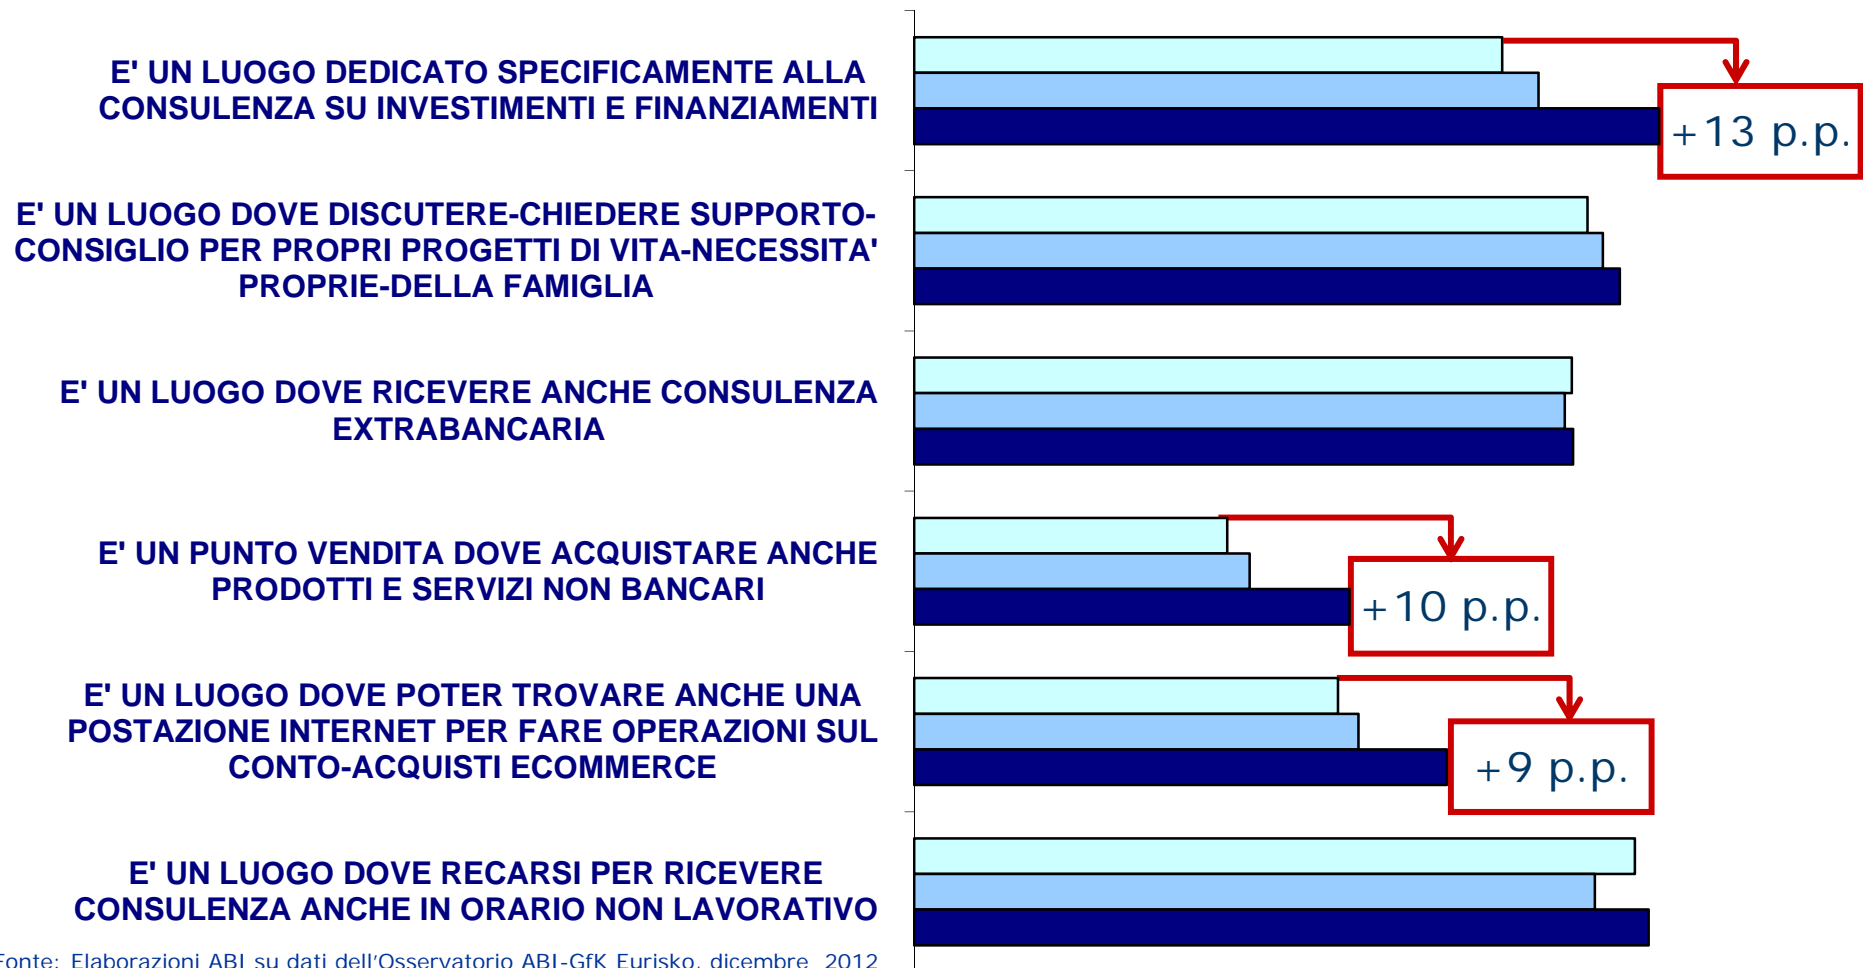 E' UN LUOGO DEDICATO SPECIFICAMENTE ALLA
CONSULENZA SU INVESTIMENTI E FINANZIAMENTI
+13 p.p.
E' UN LUOGO DOVE DISCUTERE-CHIEDERE SUPPORTO-
CONSIGLIO PER PROPRI PROGETTI DI VITA-NECESSITA'
PROPRIE-DELLA FAMIGLIA
E' UN LUOGO DOVE RICEVERE ANCHE CONSULENZA
EXTRABANCARIA
E' UN PUNTO VENDITA DOVE ACQUISTARE ANCHE
PRODOTTI E SERVIZI NON BANCARI
+10 p.p.
E' UN LUOGO DOVE POTER TROVARE ANCHE UNA
POSTAZIONE INTERNET PER FARE OPERAZIONI SUL
CONTO-ACQUISTI ECOMMERCE
+9 p.p.
E' UN LUOGO DOVE RECARSI PER RICEVERE
CONSULENZA ANCHE IN ORARIO NON LAVORATIVO
Fonte: Elaborazioni ABI su dati dell'Osservatorio ABI-GfK Eurisko, dicembre 2012